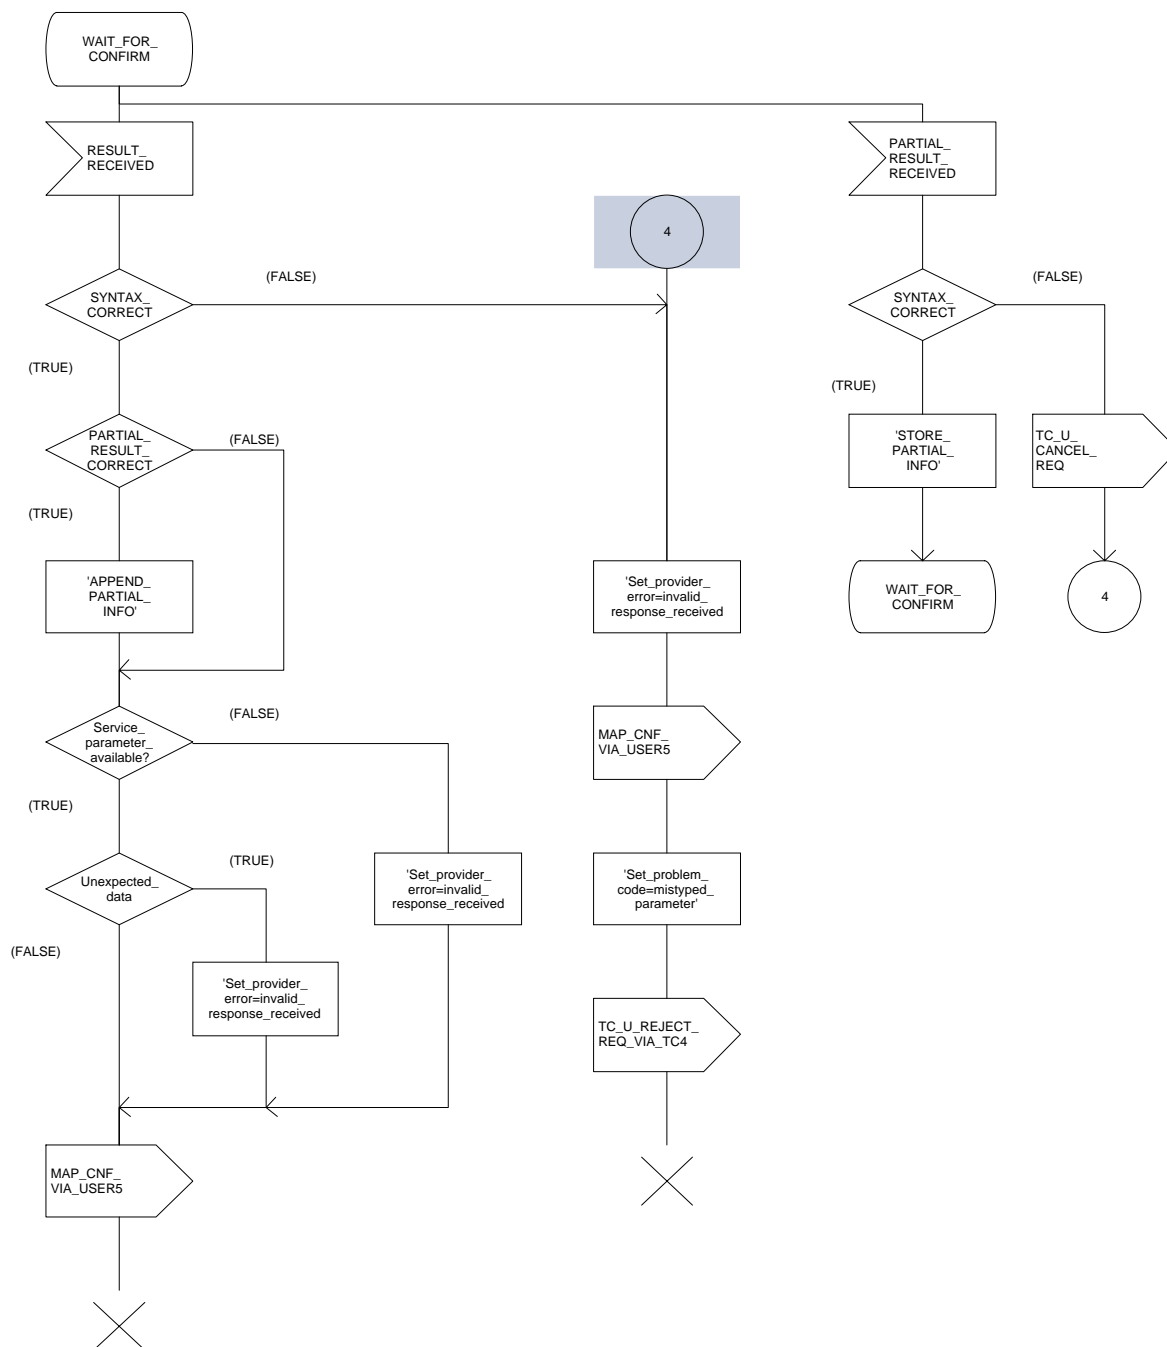 WAIT_FOR_
CONFIRM
RESULT_
RECEIVED
PARTIAL_
RESULT_
RECEIVED
4
SYNTAX_
CORRECT
(FALSE)
(TRUE)
SYNTAX_
CORRECT
(FALSE)
(TRUE)
PARTIAL_
RESULT_
CORRECT
(FALSE)
(TRUE)
'STORE_
PARTIAL_
INFO'
TC_U_
CANCEL_
REQ
'APPEND_
PARTIAL_
INFO'
'Set_provider_
error=invalid_
response_received
WAIT_FOR_
CONFIRM
4
Service_
parameter_
available?
(FALSE)
(TRUE)
MAP_CNF_
VIA_USER5
Unexpected_
data
(TRUE)
(FALSE)
'Set_provider_
error=invalid_
response_received
'Set_problem_
code=mistyped_
parameter'
'Set_provider_
error=invalid_
response_received
TC_U_REJECT_
REQ_VIA_TC4
MAP_CNF_
VIA_USER5